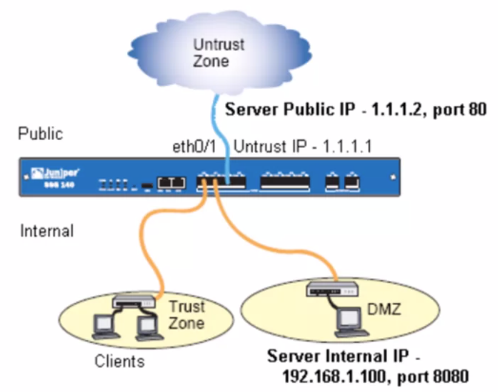 Untrust
Zone
Server Public IP - 1.1.1.2, port 80
Public
eth0/1 Untrust IP - 1.1.1.1
Juniper
SSG 140
Internal
Trust
Zone
DMZ
Clients
Server Internal IP -
192.168.1.100, port 8080